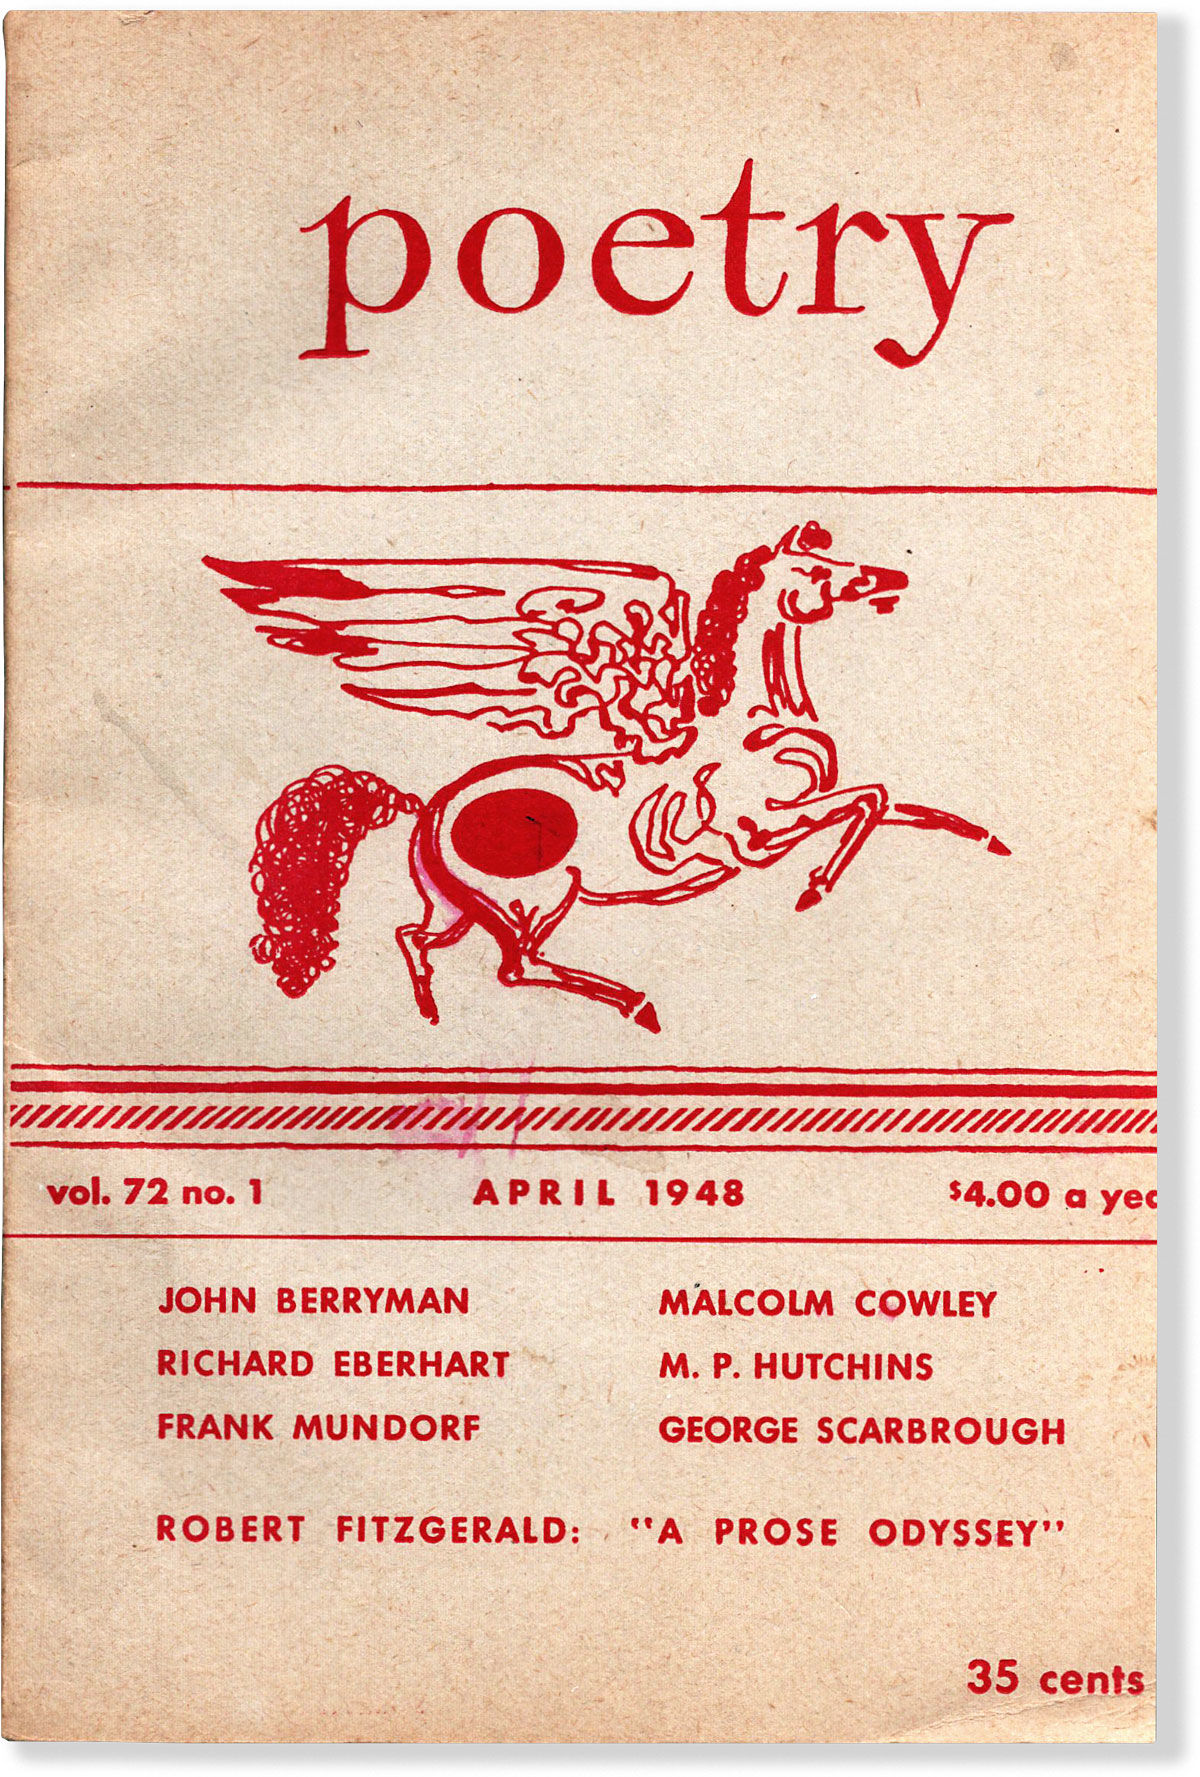 poetry
vol. 72 no. 1 APRIL 1948 $4.00 a yea
JOHN BERRYMAN MALCOLM COWLEY
RICHARD EBERHART M. P. HUTCHINS
FRANK MUNDORF GEORGE SCARBROUGH
ROBERT FITZGERALD: "A PROSE ODYSSEY"
35 cents